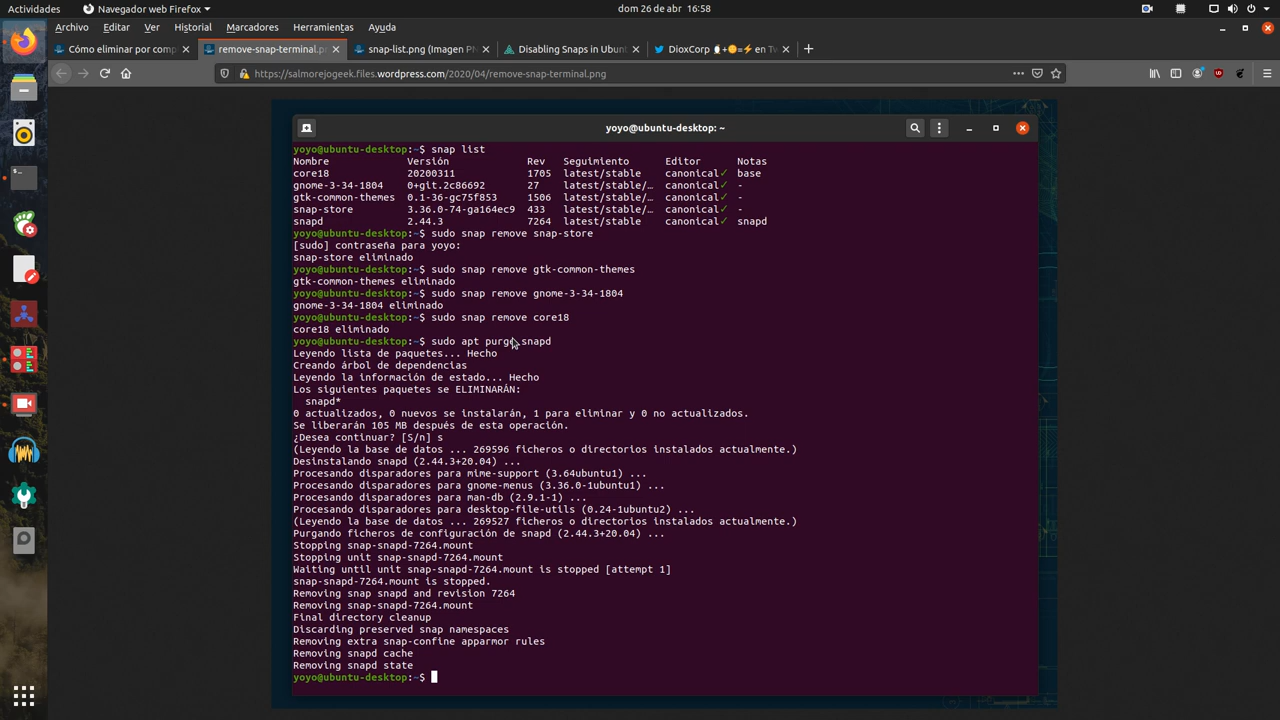 Actividades Navegador web Firefox dom 26 de abr 16:58
Archivo Editar Ver Historial Marcadores Herramientas Ayuda
Cómo eliminar por comp remove-snap-terminal.pn snap-list.png (Imagen PN Disabling Snaps in Ubunt DioxCorp en Tw
https://salmorejogeek.files.wordpress.com/2020/04/remove-snap-terminal.png
yoyo@ubuntu-desktop: ~
yoyo@ubuntu-desktop:~$ snap list
Nombre Versión Rev Seguimiento Editor Notas
core18 20200311 1705 latest/stable canonical✓ base
gnome-3-34-1804 0+git.2c86692 27 latest/stable/… canonical✓ -
gtk-common-themes 0.1-36-gc75f853 1506 latest/stable/… canonical✓ -
snap-store 3.36.0-74-ga164ec9 433 latest/stable/… canonical✓ -
snapd 2.44.3 7264 latest/stable canonical✓ snapd
yoyo@ubuntu-desktop:~$ sudo snap remove snap-store
[sudo] contraseña para yoyo:
snap-store eliminado
yoyo@ubuntu-desktop:~$ sudo snap remove gtk-common-themes
gtk-common-themes eliminado
yoyo@ubuntu-desktop:~$ sudo snap remove gnome-3-34-1804
gnome-3-34-1804 eliminado
yoyo@ubuntu-desktop:~$ sudo snap remove core18
core18 eliminado
yoyo@ubuntu-desktop:~$ sudo apt purge snapd
Leyendo lista de paquetes... Hecho
Creando árbol de dependencias
Leyendo la información de estado... Hecho
Los siguientes paquetes se ELIMINARÁN:
snapd*
0 actualizados, 0 nuevos se instalarán, 1 para eliminar y 0 no actualizados.
Se liberarán 105 MB después de esta operación.
¿Desea continuar? [S/n] s
(Leyendo la base de datos ... 269596 ficheros o directorios instalados actualmente.)
Desinstalando snapd (2.44.3+20.04) ...
Procesando disparadores para mime-support (3.64ubuntu1) ...
Procesando disparadores para gnome-menus (3.36.0-1ubuntu1) ...
Procesando disparadores para man-db (2.9.1-1) ...
Procesando disparadores para desktop-file-utils (0.24-1ubuntu2) ...
(Leyendo la base de datos ... 269527 ficheros o directorios instalados actualmente.)
Purgando ficheros de configuración de snapd (2.44.3+20.04) ...
Stopping snap-snapd-7264.mount
Stopping unit snap-snapd-7264.mount
Waiting until unit snap-snapd-7264.mount is stopped [attempt 1]
snap-snapd-7264.mount is stopped.
Removing snap snapd and revision 7264
Removing snap-snapd-7264.mount
Final directory cleanup
Discarding preserved snap namespaces
Removing extra snap-confine apparmor rules
Removing snapd cache
Removing snapd state
yoyo@ubuntu-desktop:~$